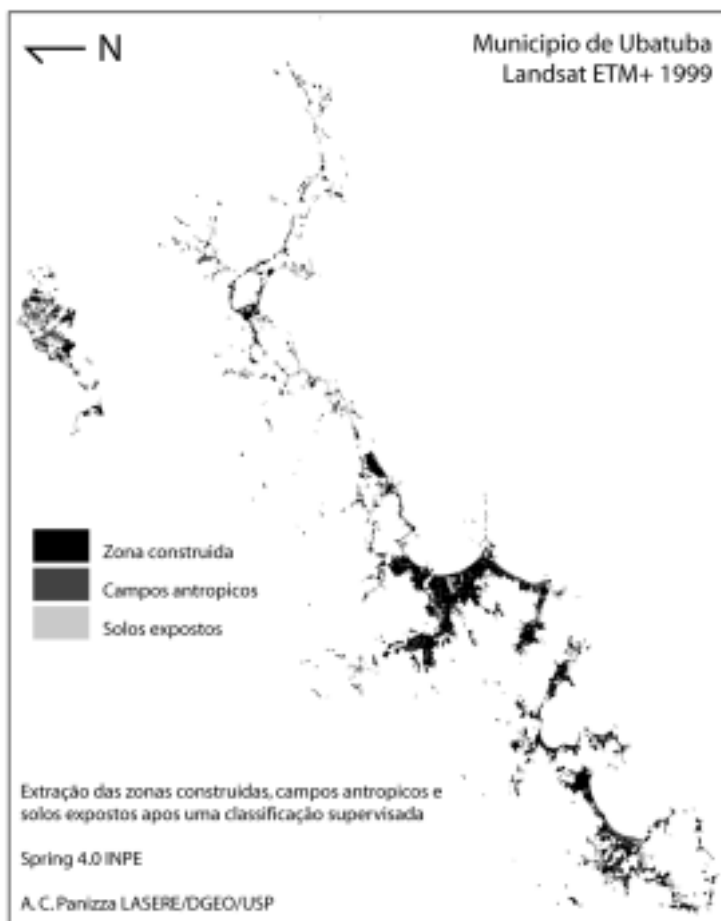 N
Municipio de Ubatuba
Landsat ETM+ 1999
Zona construida
Campos antropicos
Solos expostos
Extração das zonas construidas, campos antropicos e
solos expostos apos uma classificação supervisada
Spring 4.0 INPE
A. C. Panizza LASERE/DGEO/USP